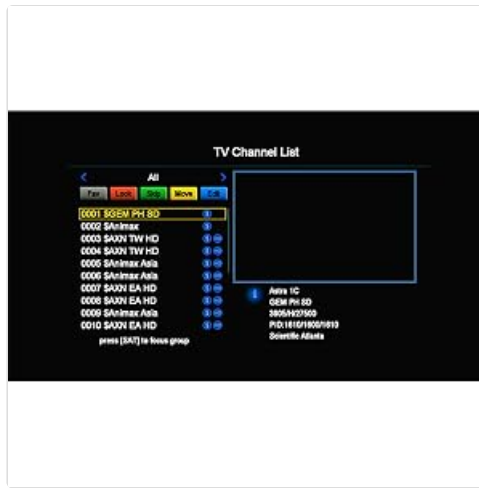 TV Channel List
All
Fav Lock Skip Move Edit
0001 $GEM PH SD
0002 $Animax
0003 $AXN TW HD
0004 $AXN TW HD
0005 $Animax Asia
0006 $Animax Asia
0007 $AXN EA HD
0008 $AXN EA HD
0009 $Animax Asia
0010 $AXN EA HD
press [SAT] to focus group
Astra 1C
GEM PH SD
3805/H/27500
PID:1610/1600/1610
Scientific Atlanta